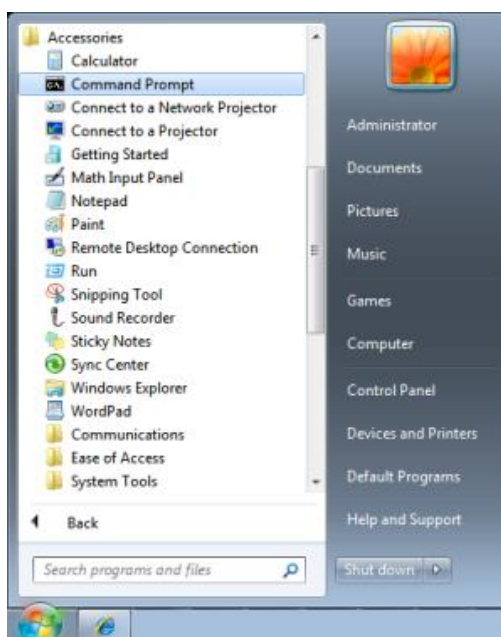 Accessories
Calculator
Command Prompt
Connect to a Network Projector
Connect to a Projector
Getting Started
Math Input Panel
Notepad
Paint
Remote Desktop Connection
Run
Snipping Tool
Sound Recorder
Sticky Notes
Sync Center
Windows Explorer
WordPad
Communications
Ease of Access
System Tools
Back
Search programs and files
Administrator
Documents
Pictures
Music
Games
Computer
Control Panel
Devices and Printers
Default Programs
Help and Support
Shut down